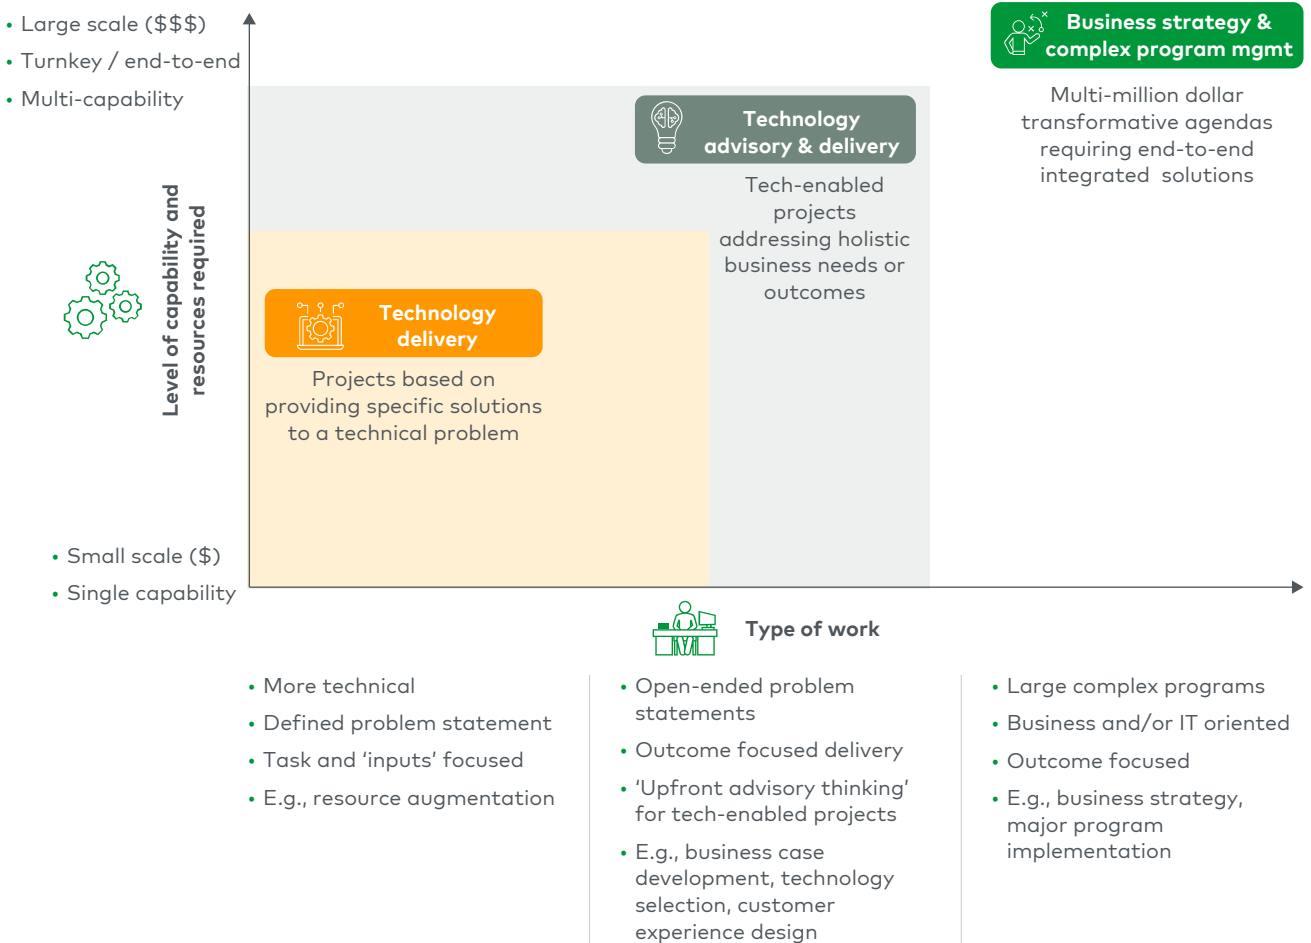 • Large scale ($$$)
• Turnkey / end-to-end
• Multi-capability
Business strategy &
complex program mgmt
Multi-million dollar
transformative agendas
requiring end-to-end
integrated solutions
Technology
advisory & delivery
Tech-enabled
projects
addressing holistic
business needs or
outcomes
Level of capability and
resources required
Technology
delivery
Projects based on
providing specific solutions
to a technical problem
• Small scale ($)
• Single capability
Type of work
• More technical
• Defined problem statement
• Task and ‘inputs’ focused
• E.g., resource augmentation
• Open-ended problem
statements
• Outcome focused delivery
• ‘Upfront advisory thinking’
for tech-enabled projects
• E.g., business case
development, technology
selection, customer
experience design
• Large complex programs
• Business and/or IT oriented
• Outcome focused
• E.g., business strategy,
major program
implementation